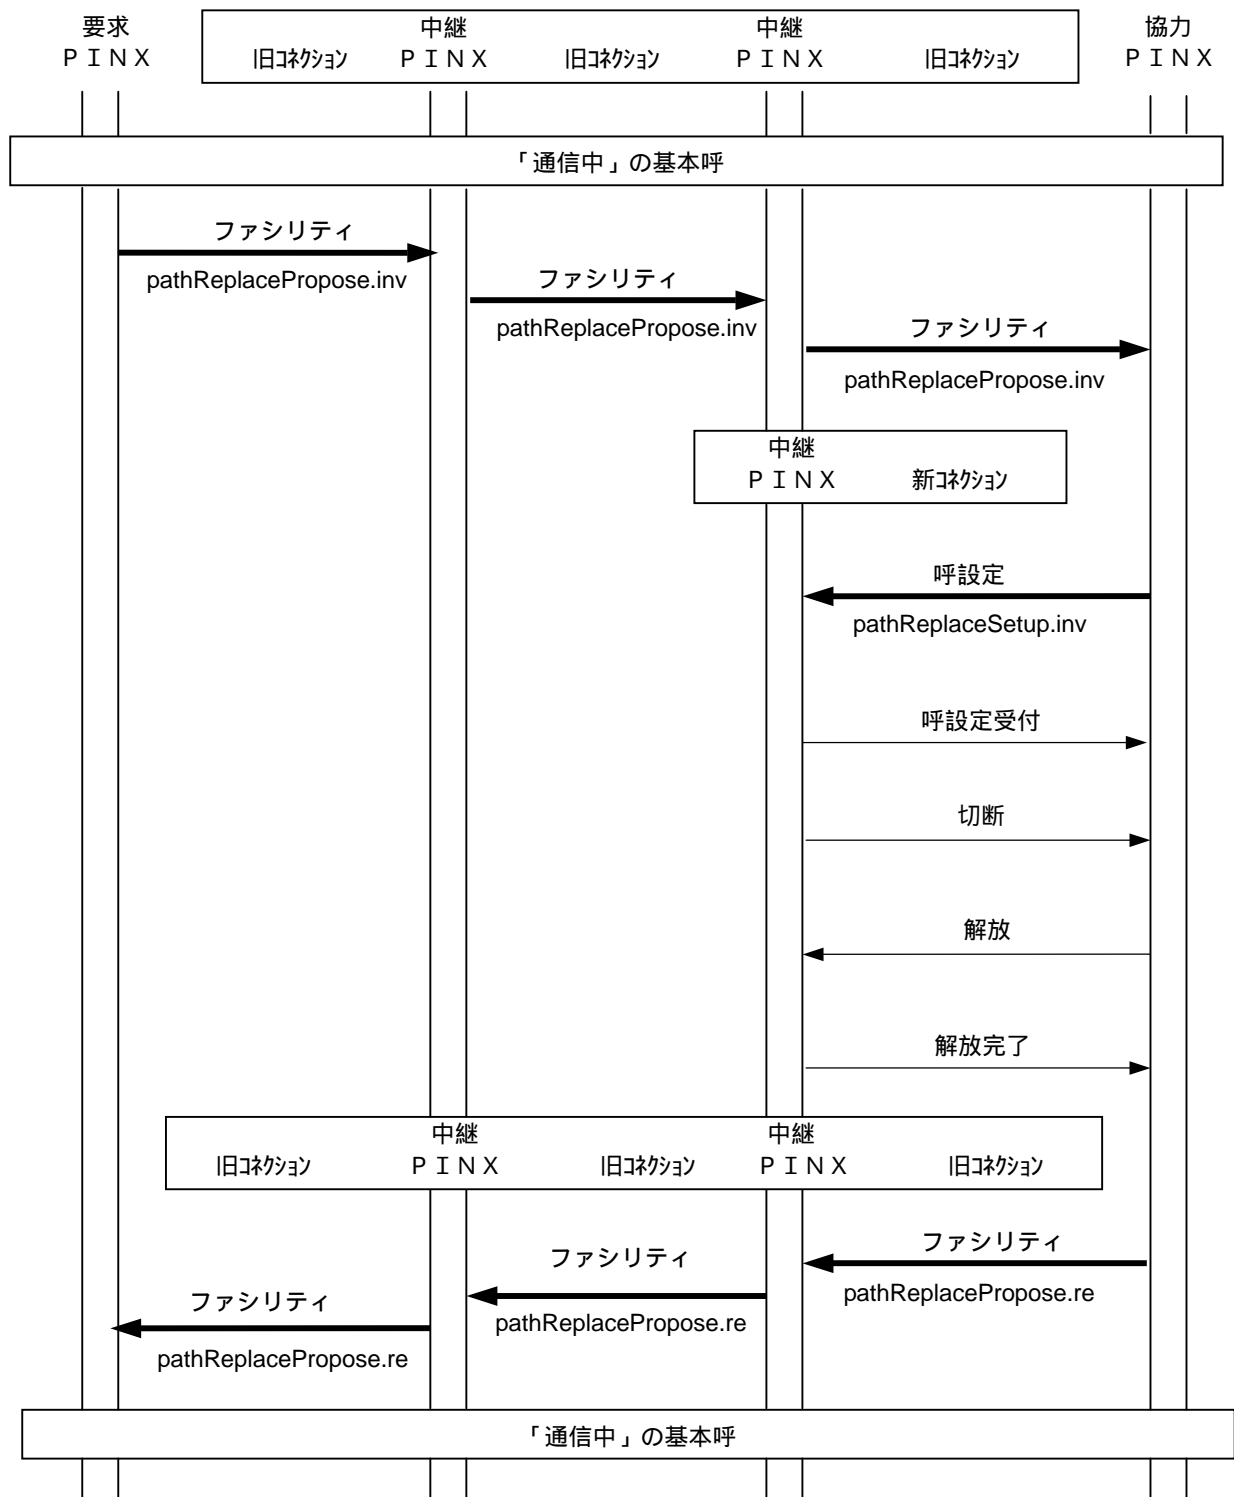 要求 中継 中継 協力
ＰＩＮＸ 旧ｺﾈｸｼｮﾝ ＰＩＮＸ 旧ｺﾈｸｼｮﾝ ＰＩＮＸ 旧ｺﾈｸｼｮﾝ ＰＩＮＸ
「通信中」の基本呼
ファシリティ
pathReplacePropose.inv
ファシリティ
pathReplacePropose.inv
ファシリティ
pathReplacePropose.inv
中継
ＰＩＮＸ 新ｺﾈｸｼｮﾝ
呼設定
pathReplaceSetup.inv
呼設定受付
切断
解放
解放完了
中継 中継
旧ｺﾈｸｼｮﾝ ＰＩＮＸ 旧ｺﾈｸｼｮﾝ ＰＩＮＸ 旧ｺﾈｸｼｮﾝ
ファシリティ
pathReplacePropose.re
ファシリティ
pathReplacePropose.re
ファシリティ
pathReplacePropose.re
「通信中」の基本呼